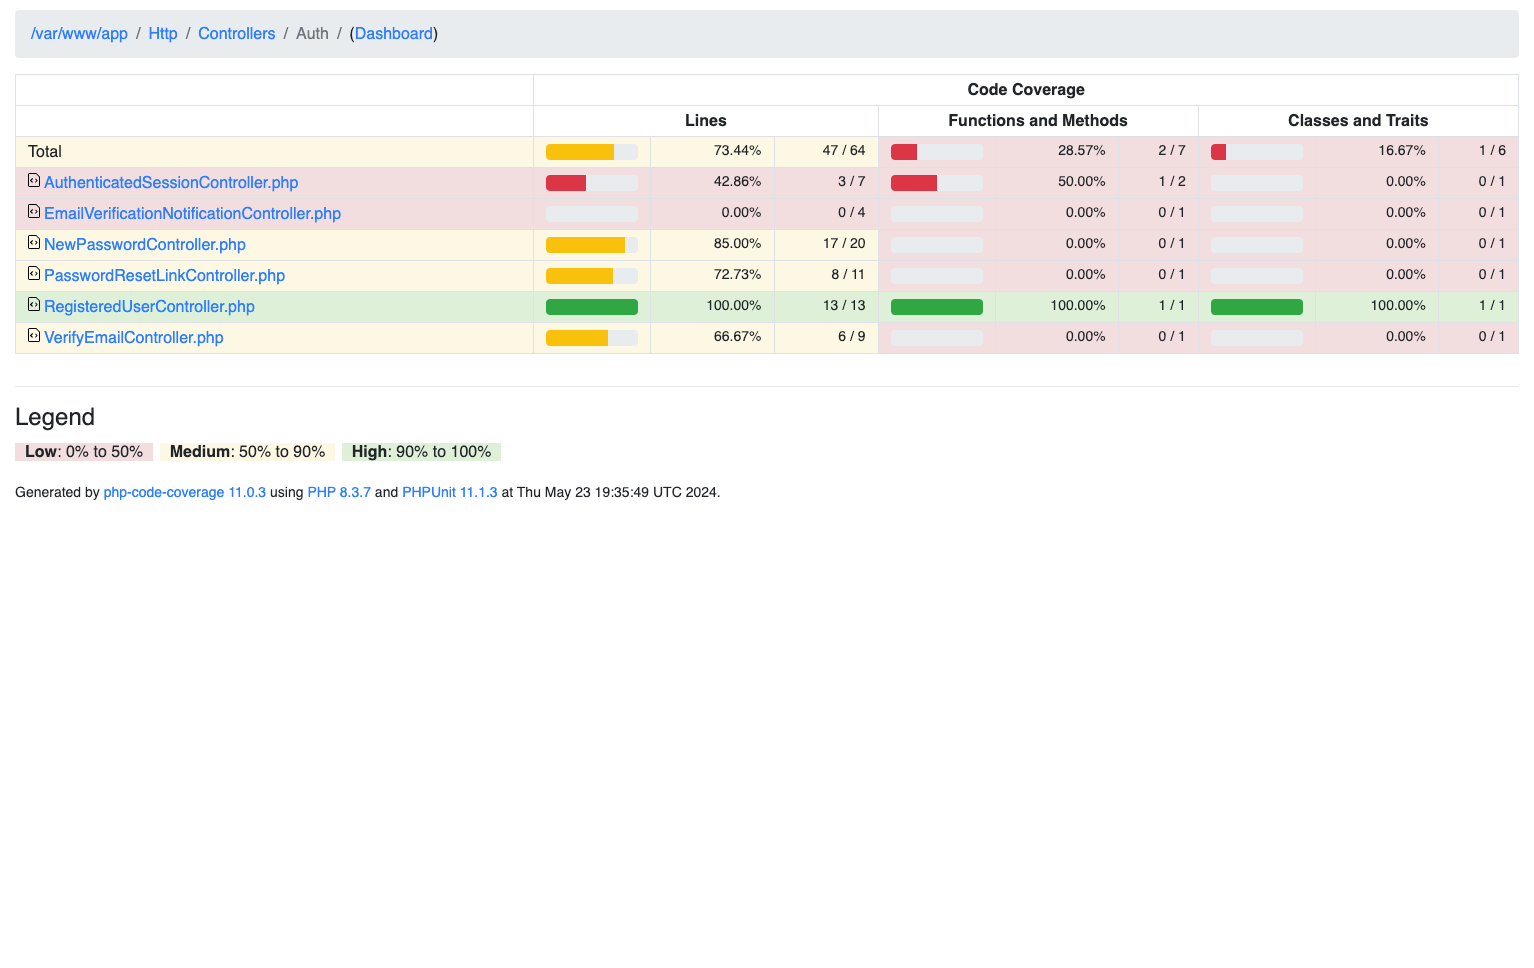 /var/www/app / Http / Controllers / Auth / (Dashboard)
Code Coverage
Lines Functions and Methods Classes and Traits
Total 73.44% 47 / 64 28.57% 2 / 7 16.67% 1 / 6
AuthenticatedSessionController.php 42.86% 3 / 7 50.00% 1 / 2 0.00% 0 / 1
EmailVerificationNotificationController.php 0.00% 0 / 4 0.00% 0 / 1 0.00% 0 / 1
NewPasswordController.php 85.00% 17 / 20 0.00% 0 / 1 0.00% 0 / 1
PasswordResetLinkController.php 72.73% 8 / 11 0.00% 0 / 1 0.00% 0 / 1
RegisteredUserController.php 100.00% 13 / 13 100.00% 1 / 1 100.00% 1 / 1
VerifyEmailController.php 66.67% 6 / 9 0.00% 0 / 1 0.00% 0 / 1
Legend
Low: 0% to 50% Medium: 50% to 90% High: 90% to 100%
Generated by php-code-coverage 11.0.3 using PHP 8.3.7 and PHPUnit 11.1.3 at Thu May 23 19:35:49 UTC 2024.